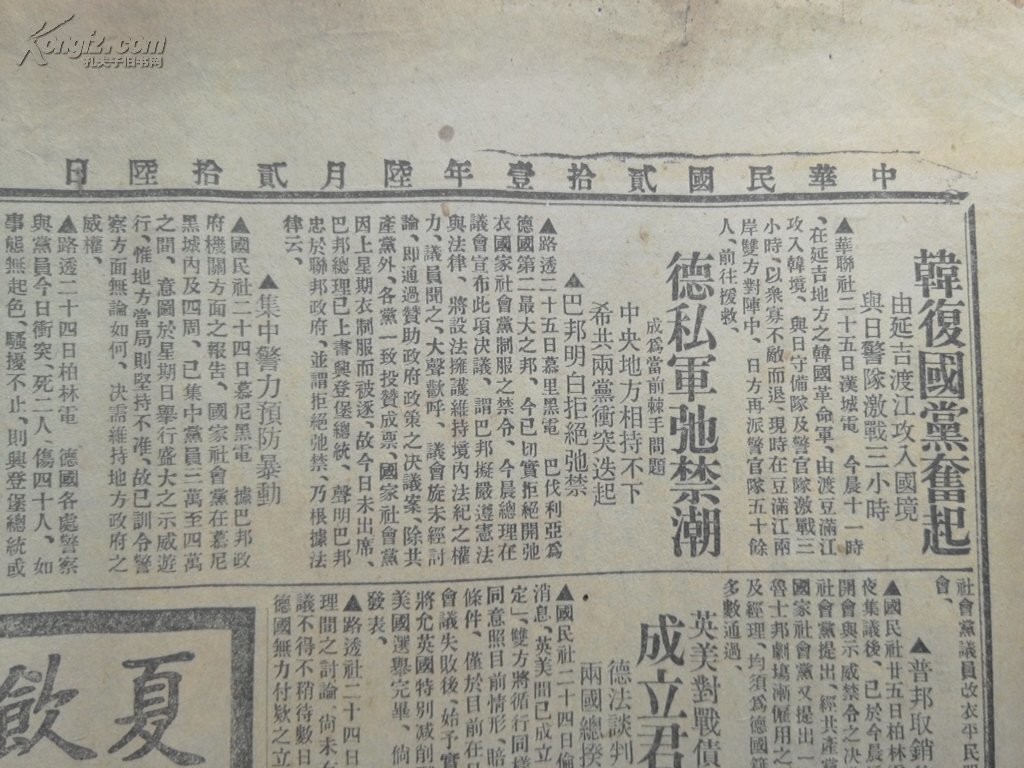 Kongfz.com
孔夫子旧书网
中華民國貳拾壹年陸月貳拾陸日
韓復國黨奮起
由延吉渡江攻入國境
與日警隊激戰三小時
▲華聯社二十五日漢城電　今晨十一時
、在延吉地方之韓國革命軍、由渡豆滿江
攻入韓境、與日守備隊及警官隊激戰三
小時、以衆寡不敵而退、現時在豆滿江兩
岸雙方對陣中、日方再派警官隊五十餘
人、前往援救、
德私軍弛禁潮
成爲當前棘手問題
中央地方相持不下
希共兩黨衝突迭起
▲巴邦明白拒絕弛禁
▲路透二十五日慕里黑電　巴伐利亞爲
德國第二最大之邦、今已切實拒絕開弛
衣國家社會黨制服之禁令、今晨總理在
議會宣布此項决議、謂巴邦擬嚴遵憲法
與法律、將設法擁護維持境內法紀之權
力、議員聞之、大聲歡呼、議會旋未經討
論、即通過贊助政府政策之决議案、除共
產黨外、各黨一致投贊成票、國家社會黨
因上星期衣制服而被逐、故今日未出席、
巴邦總理已上書興登堡總統、聲明巴邦
忠於聯邦政府、並謂拒絕弛禁、乃根據法
律云、
▲集中警力預防暴動
▲國民社二十四日慕尼黑電　據巴邦政
府機關方面之報告、國家社會黨在慕尼
黑城內及四周、已集中黨員三萬至四萬
之間、意圖於星期日舉行盛大之示威遊
行、惟地方當局則堅持不准、故已訓令警
察方面無論如何、决需維持地方政府之
威權、
▲路透二十四日柏林電　德國各處警察
與黨員今日衝突、死二人、傷四十人、如
事態無起色、騷擾不止、則興登堡總統或
社會黨議員改衣平民
會、
▲普邦取銷
▲國民社廿五日柏林
夜集議後、已於今晨
開會與示威禁令之决
社會黨提出、經共產
國家社會黨又提出一
魯士邦劇塲漸僱用之
及經理、均須爲德國籍
多數通過、
英美對戰債
成立君
德法談判
兩國總揆
▲國民社二十四日倫
消息、英美間已成立
定」、雙方將循行同樣
同意照目前情形、賠
條件、僅於目前在
會議失敗後、始予實
將允英國特別減削
美國選舉完畢、倘
發表、
▲路透社二十四日
理間之討論、尙未
議不得不稍待數日
德國無力付欵之立
夏
飲